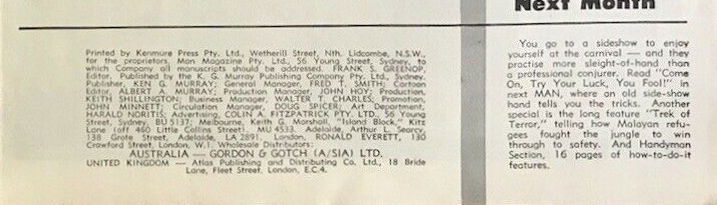 Next Month
Printed by Kenmure Press Pty. Ltd., Wetherill Street, Nth. Lidcombe, N.S.W.,
for the proprietors, Man Magazine Pty. Ltd., 56 Young Street, Sydney, to
which Company all manuscripts should be addressed. FRANK S. GREENOP,
Editor. Published by the K. G. Murray Publishing Company Pty. Ltd., Sydney.
Publisher, KEN G. MURRAY; General Manager, FRED T. SMITH; Cartoon
Editor, ALBERT A. MURRAY; Production Manager, JOHN HOY; Production,
KEITH SHILLINGTON; Business Manager, WALTER T. CHARLES; Promotion,
JOHN MINNETT; Circulation Manager, DOUG SPICER; Art Department,
HARALD NORITIS; Advertising, COLIN A. FITZPATRICK PTY. LTD., 56 Young
Street, Sydney, BU 5137; Melbourne, Keith G. Marshall, "Island Block," Kitz
Lane (off 460 Little Collins Street). MU 4533. Adelaide, Arthur L. Searcy,
138 Grote Street, Adelaide, LA 2891. London, RONALD EVERETT, 130
Crawford Street, London, W.1. Wholesale Distributors:
AUSTRALIA — GORDON & GOTCH (A/SIA) LTD.
UNITED KINGDOM — Atlas Publishing and Distributing Co. Ltd., 18 Bride
Lane, Fleet Street, London, E.C.4.
You go to a sideshow to enjoy
yourself at the carnival — and they
practise more sleight-of-hand than
a professional conjurer. Read "Come
On, Try Your Luck, You Fool!" in
next MAN, where an old side-show
hand tells you the tricks. Another
special is the long feature "Trek of
Terror," telling how Malayan refu-
gees fought the jungle to win
through to safety. And Handyman
Section, 16 pages of how-to-do-it
features.